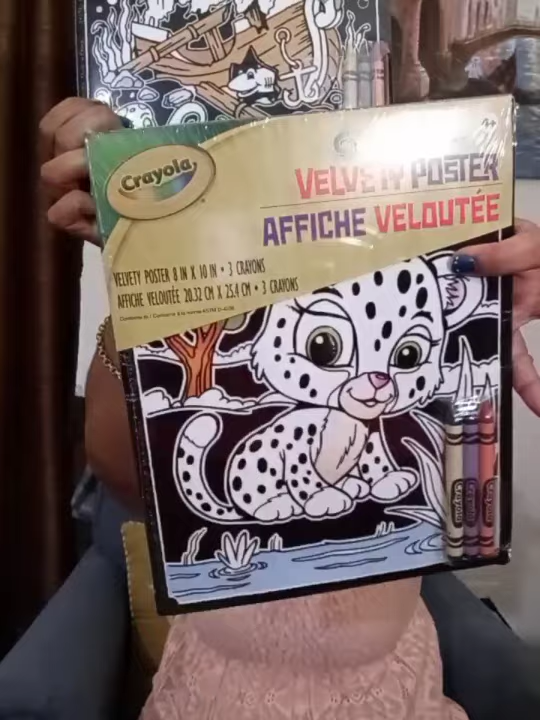 Crayola
4+
VELVETY POSTER
AFFICHE VELOUTÉE
VELVETY POSTER 8 IN X 10 IN • 3 CRAYONS
AFFICHE VELOUTÉE 20.32 CM X 25.4 CM • 3 CRAYONS
Crayola
Crayola
Crayola